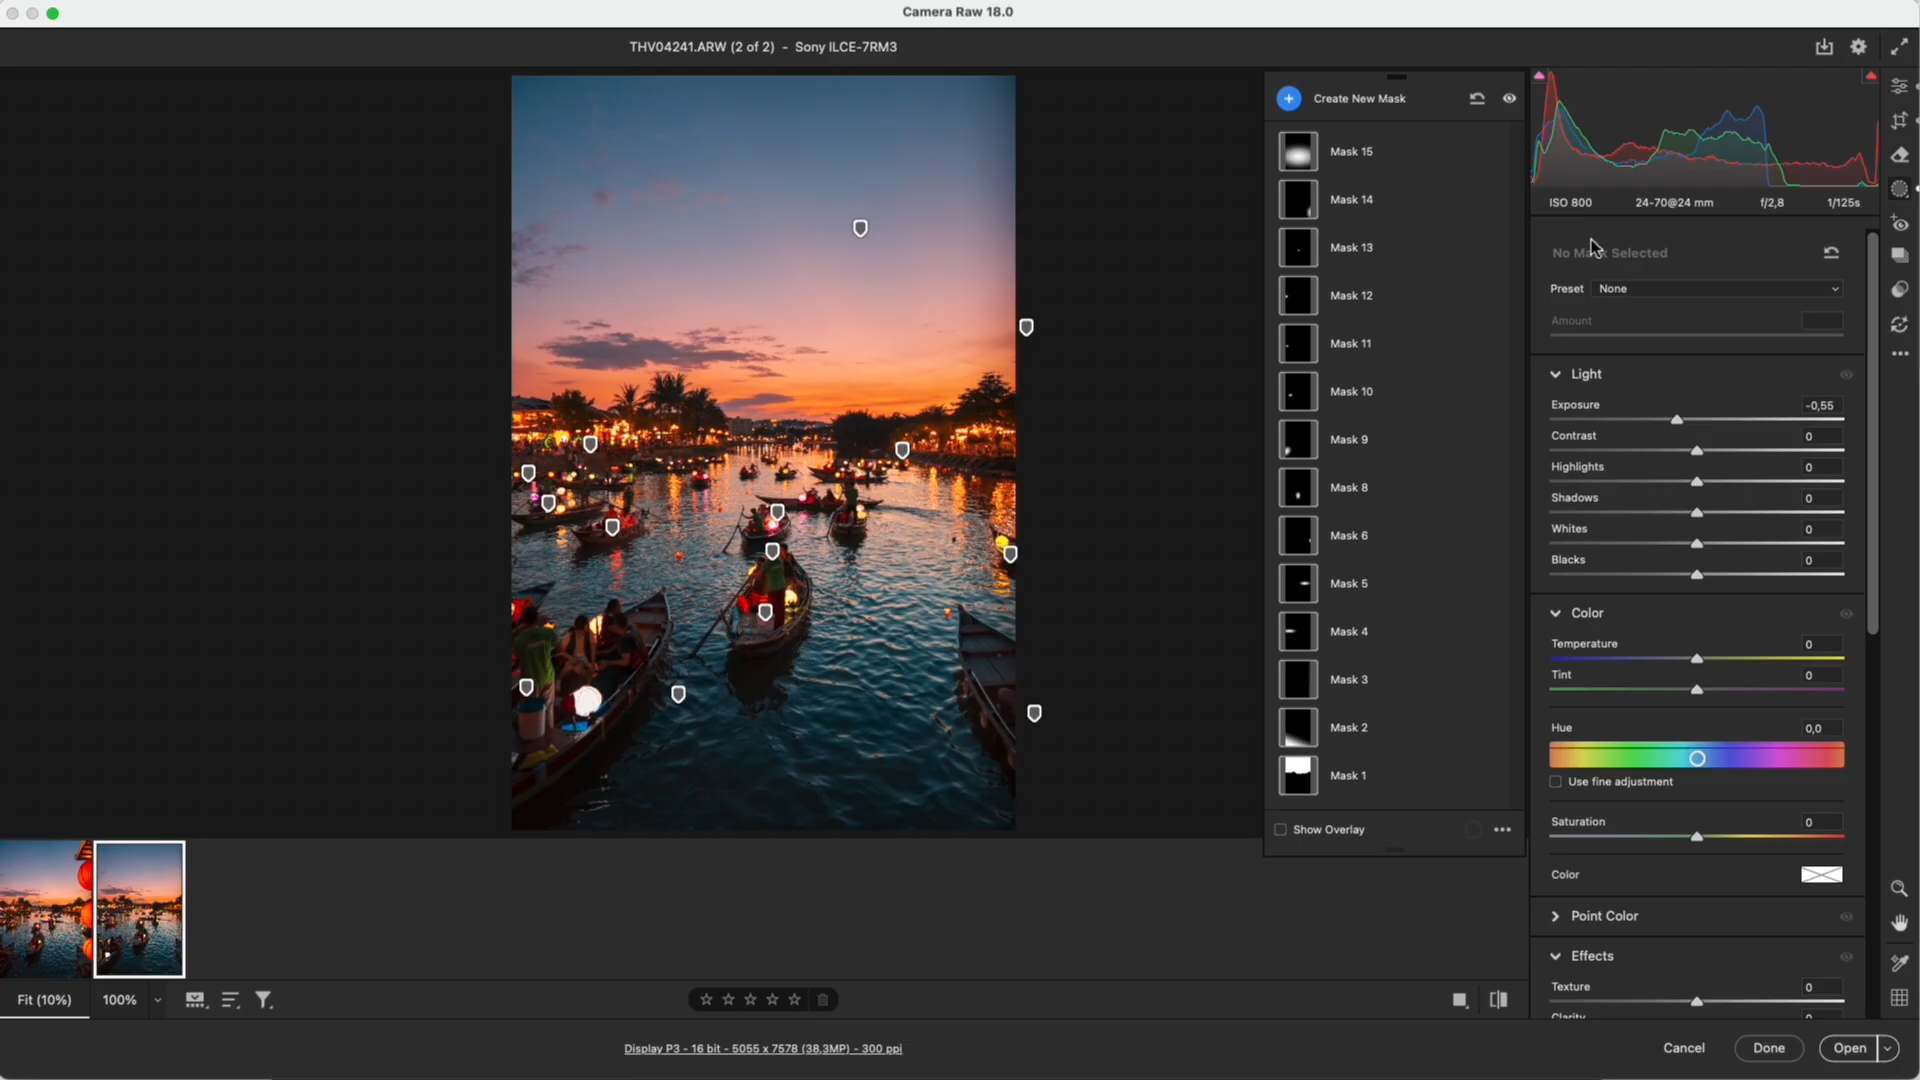 Camera Raw 18.0
THV04241.ARW (2 of 2) - Sony ILCE-7RM3
Create New Mask
Mask 15
Mask 14
Mask 13
Mask 12
Mask 11
Mask 10
Mask 9
Mask 8
Mask 6
Mask 5
Mask 4
Mask 3
Mask 2
Mask 1
Show Overlay
ISO 800 24-70@24 mm f/2,8 1/125s
No Mask Selected
Preset None
Amount
Light
Exposure -0,55
Contrast 0
Highlights 0
Shadows 0
Whites 0
Blacks 0
Color
Temperature 0
Tint 0
Hue 0,0
Use fine adjustment
Saturation 0
Color
Point Color
Effects
Texture 0
Clarity 0
Fit (10%) 100%
Display P3 - 16 bit - 5055 x 7578 (38,3MP) - 300 ppi
Cancel Done Open